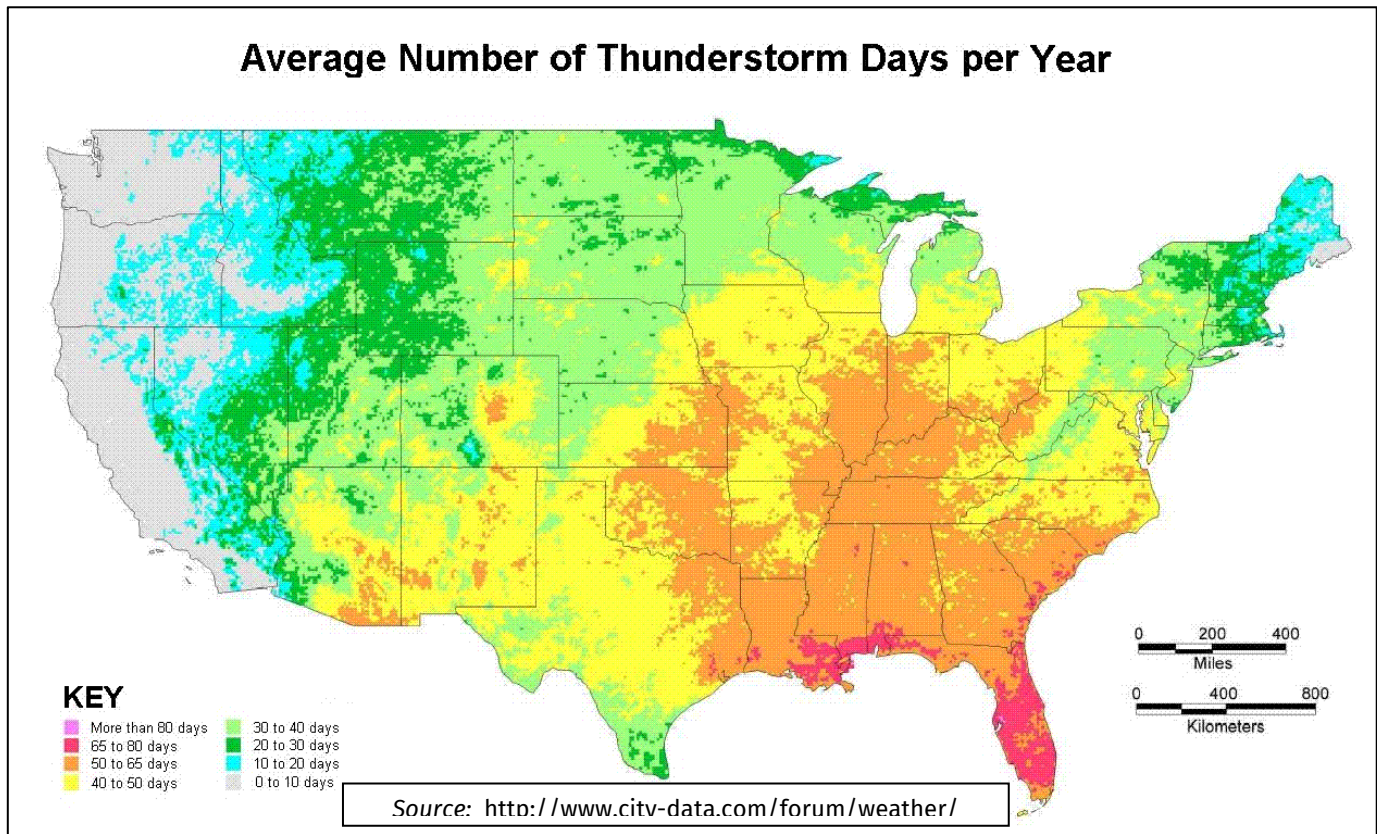 Average Number of Thunderstorm Days per Year
0 200 400
Miles
0 400 800
Kilometers
KEY
More than 80 days
65 to 80 days
50 to 65 days
40 to 50 days
30 to 40 days
20 to 30 days
10 to 20 days
0 to 10 days
Source: http://www.city-data.com/forum/weather/